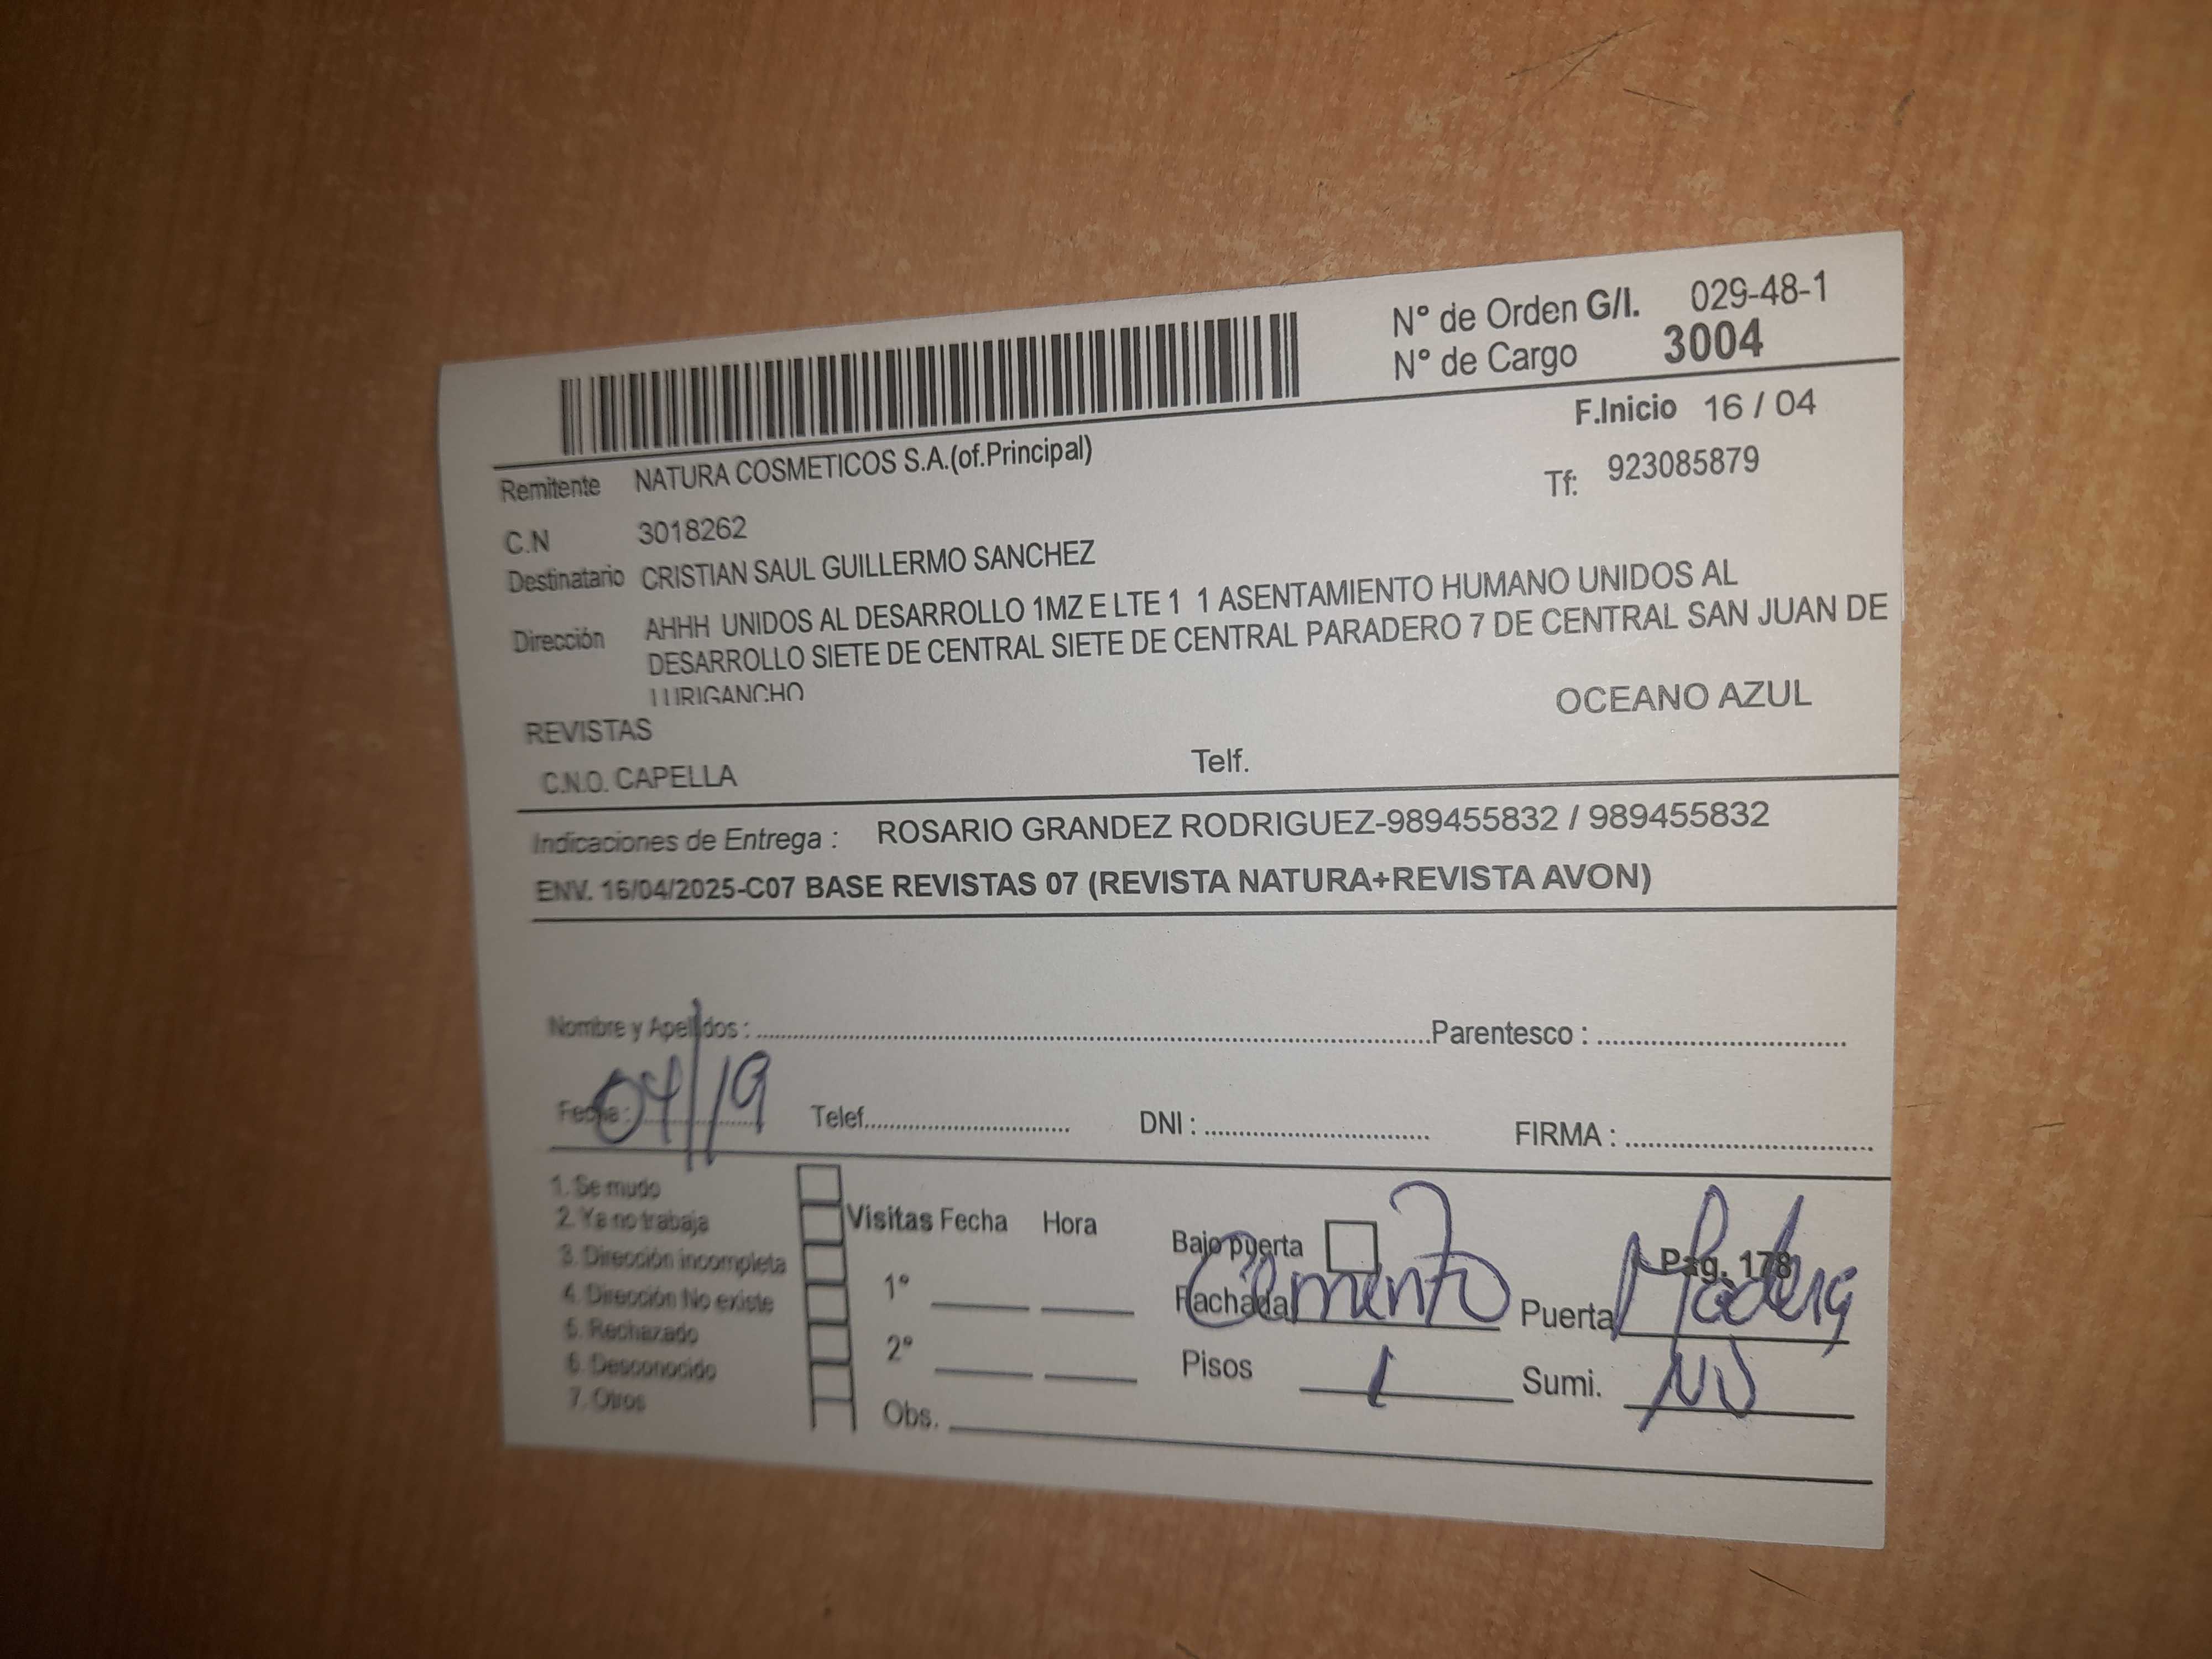 N° de Orden G/I. 029-48-1
N° de Cargo 3004
F.Inicio 16 / 04
Remitente NATURA COSMETICOS S.A.(of.Principal)
Tf: 923085879
C.N 3018262
Destinatario CRISTIAN SAUL GUILLERMO SANCHEZ
Dirección AHHH UNIDOS AL DESARROLLO 1MZ E LTE 1 1 ASENTAMIENTO HUMANO UNIDOS AL
DESARROLLO SIETE DE CENTRAL SIETE DE CENTRAL PARADERO 7 DE CENTRAL SAN JUAN DE
LURIGANCHO
OCEANO AZUL
REVISTAS
C.N.O. CAPELLA Telf.
Indicaciones de Entrega : ROSARIO GRANDEZ RODRIGUEZ-989455832 / 989455832
ENV. 16/04/2025-C07 BASE REVISTAS 07 (REVISTA NATURA+REVISTA AVON)
Nombre y Apellidos : Parentesco :
Fecha : 04/19 Telef. DNI : FIRMA :
1. Se mudo
2. Ya no trabaja
3. Dirección incompleta
4. Dirección No existe
5. Rechazado
6. Desconocido
7. Otros
Visitas Fecha Hora
1°
2°
Obs.
Bajo puerta
Pag. 178
Fachada Cemento Puerta Madera
Pisos 1 Sumi.